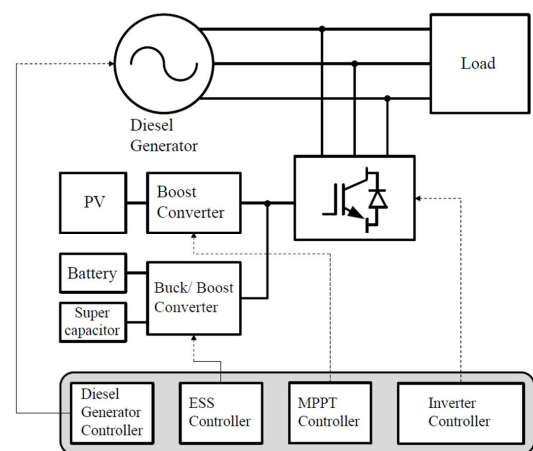 Diesel
Generator
Load
PV
Boost
Converter
Battery
Super
capacitor
Buck/ Boost
Converter
Diesel
Generator
Controller
ESS
Controller
MPPT
Controller
Inverter
Controller